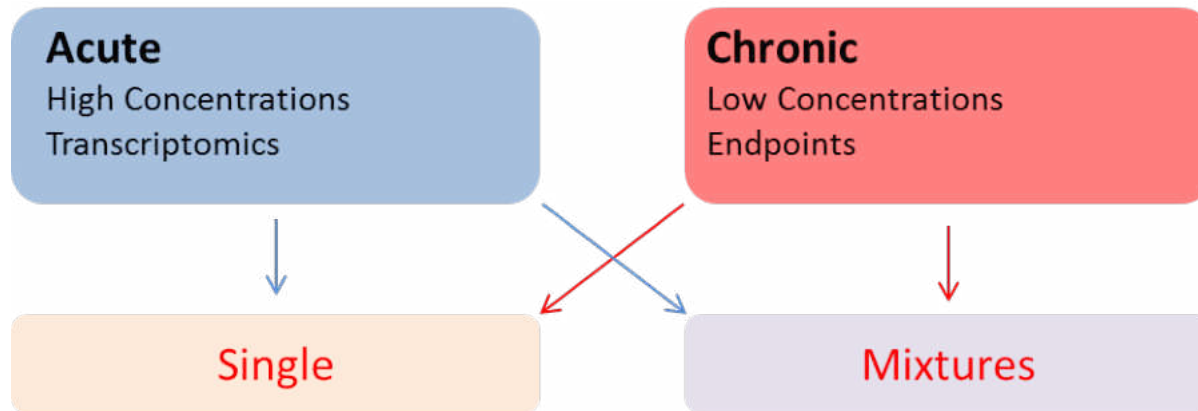 Acute
High Concentrations
Transcriptomics
Chronic
Low Concentrations
Endpoints
Single
Mixtures